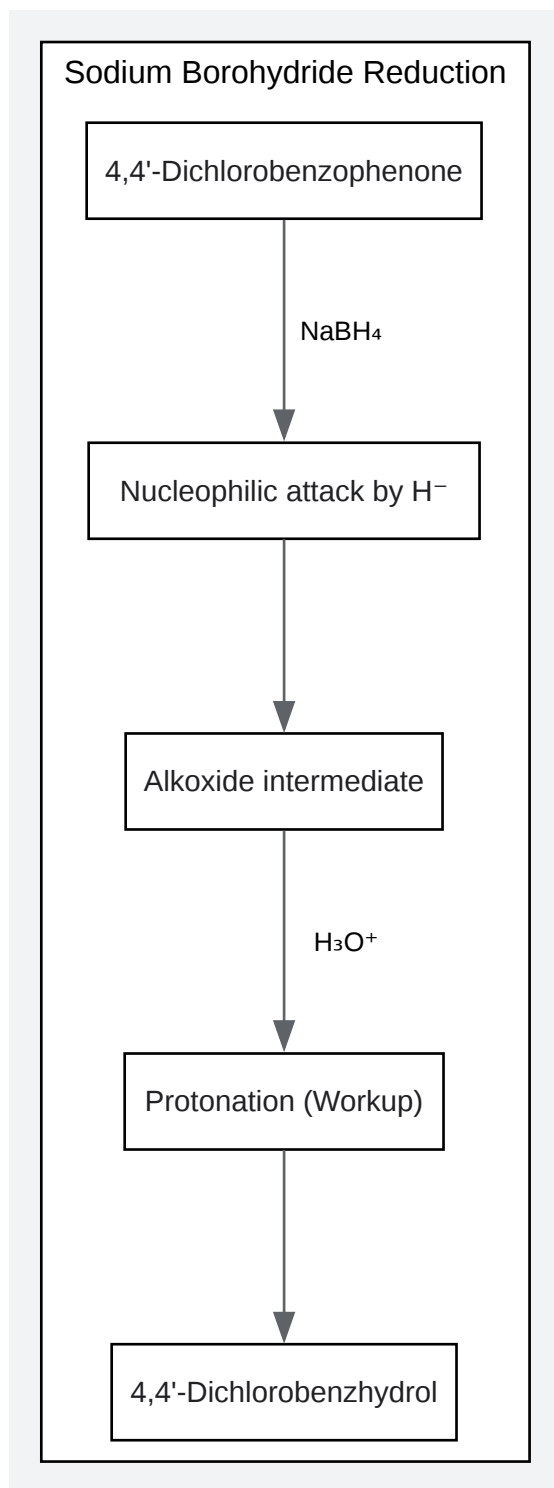 Sodium Borohydride Reduction
4,4'-Dichlorobenzophenone
NaBH₄
Nucleophilic attack by H⁻
Alkoxide intermediate
H₃O⁺
Protonation (Workup)
4,4'-Dichlorobenzhydrol